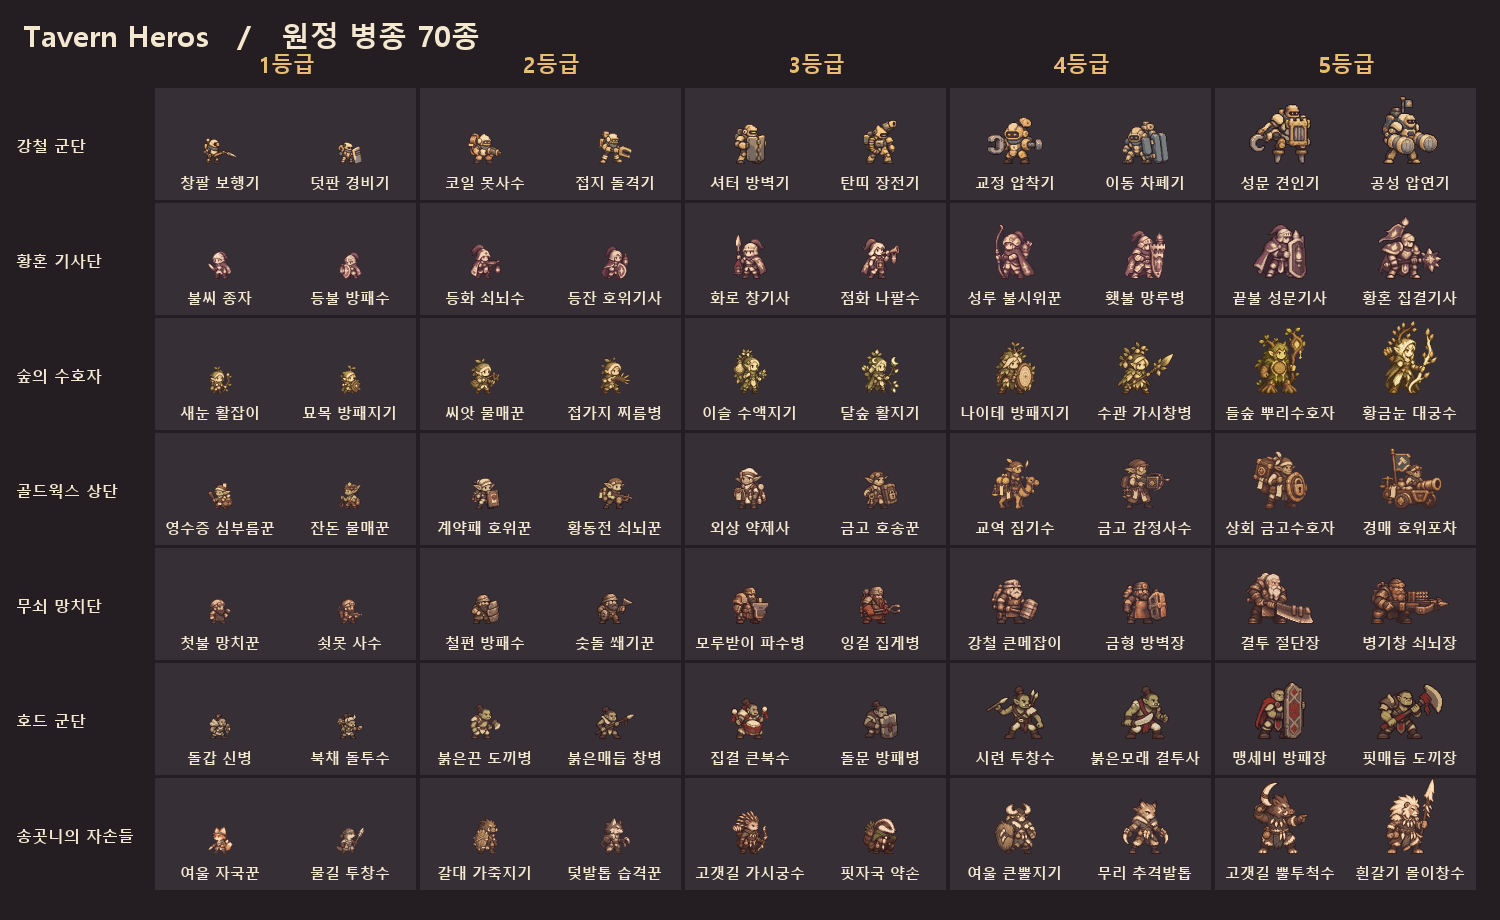 Tavern Heros / 원정 병종 70종
1등급 2등급 3등급 4등급 5등급
강철 군단
창팔 보행기 덧판 경비기 코일 못사수 접지 돌격기 셔터 방벽기 탄띠 장전기 교정 압착기 이동 차폐기 성문 견인기 공성 압연기
황혼 기사단
불씨 종자 등불 방패수 등화 쇠뇌수 등잔 호위기사 화로 창기사 점화 나팔수 성루 불시위꾼 횃불 망루병 끝불 성문기사 황혼 집결기사
숲의 수호자
새눈 활잡이 묘목 방패지기 씨앗 물매꾼 접가지 찌름병 이슬 수액지기 달숲 활지기 나이테 방패지기 수관 가시창병 들숲 뿌리수호자 황금눈 대궁수
골드웍스 상단
영수증 심부름꾼 잔돈 물매꾼 계약패 호위꾼 황동전 쇠뇌꾼 외상 약제사 금고 호송꾼 교역 짐기수 금고 감정사수 상회 금고수호자 경매 호위포차
무쇠 망치단
첫불 망치꾼 쇳못 사수 철편 방패수 숫돌 쐐기꾼 모루받이 파수병 잉걸 집게병 강철 큰메잡이 금형 방벽장 결투 절단장 병기창 쇠뇌장
호드 군단
돌갑 신병 북채 돌투수 붉은끈 도끼병 붉은매듭 창병 집결 큰북수 돌문 방패병 시련 투창수 붉은모래 결투사 맹세비 방패장 핏매듭 도끼장
송곳니의 자손들
여울 자국꾼 물길 투창수 갈대 가죽지기 덫발톱 습격꾼 고갯길 가시궁수 핏자국 약손 여울 큰뿔지기 무리 추격발톱 고갯길 뿔투척수 흰갈기 몰이창수